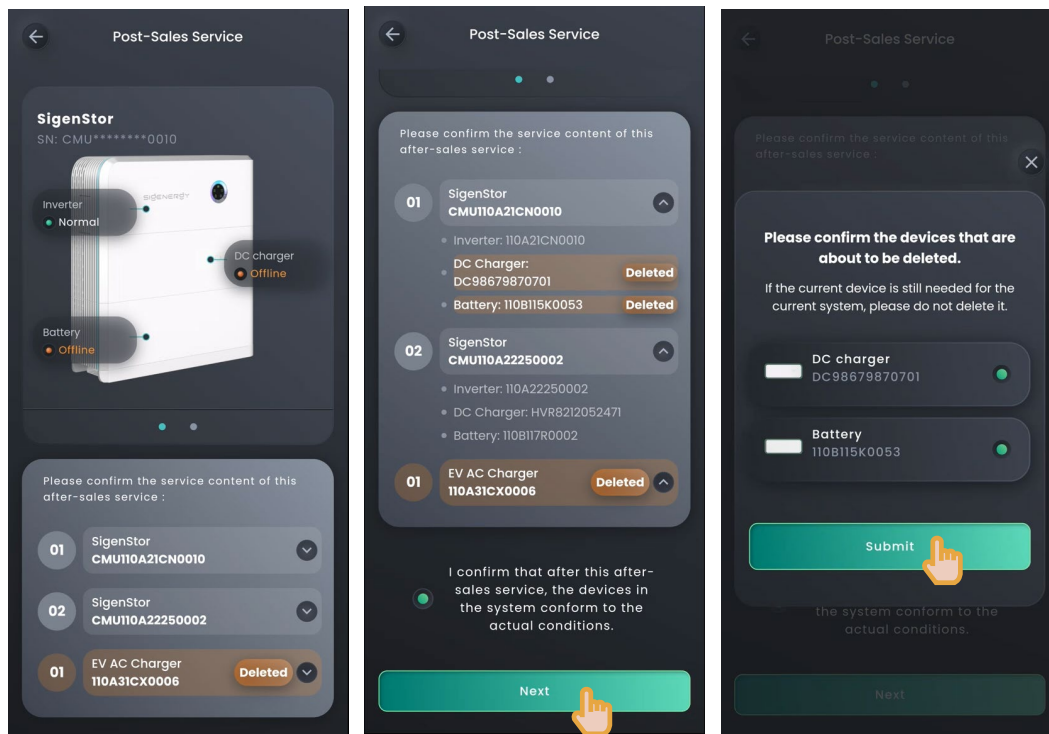 Post-Sales Service
SigenStor
SN: CMU********0010
SIGENERGY
Inverter
Normal
DC charger
Offline
Battery
Offline
Please confirm the service content of this
after-sales service :
01
SigenStor
CMU110A21CN0010
02
SigenStor
CMU110A22250002
01
EV AC Charger
110A31CX0006
Deleted
Post-Sales Service
Please confirm the service content of this
after-sales service :
01
SigenStor
CMU110A21CN0010
Inverter: 110A21CN0010
DC Charger:
DC98679870701
Deleted
Battery: 110B115K0053
Deleted
02
SigenStor
CMU110A22250002
Inverter: 110A22250002
DC Charger: HVR8212052471
Battery: 110B117R0002
01
EV AC Charger
110A31CX0006
Deleted
I confirm that after this after-
sales service, the devices in
the system conform to the
actual conditions.
Next
Post-Sales Service
Please confirm the service content of this
after-sales service :
Please confirm the devices that are
about to be deleted.
If the current device is still needed for the
current system, please do not delete it.
DC charger
DC98679870701
Battery
110B115K0053
Submit
the system conform to the
actual conditions.
Next